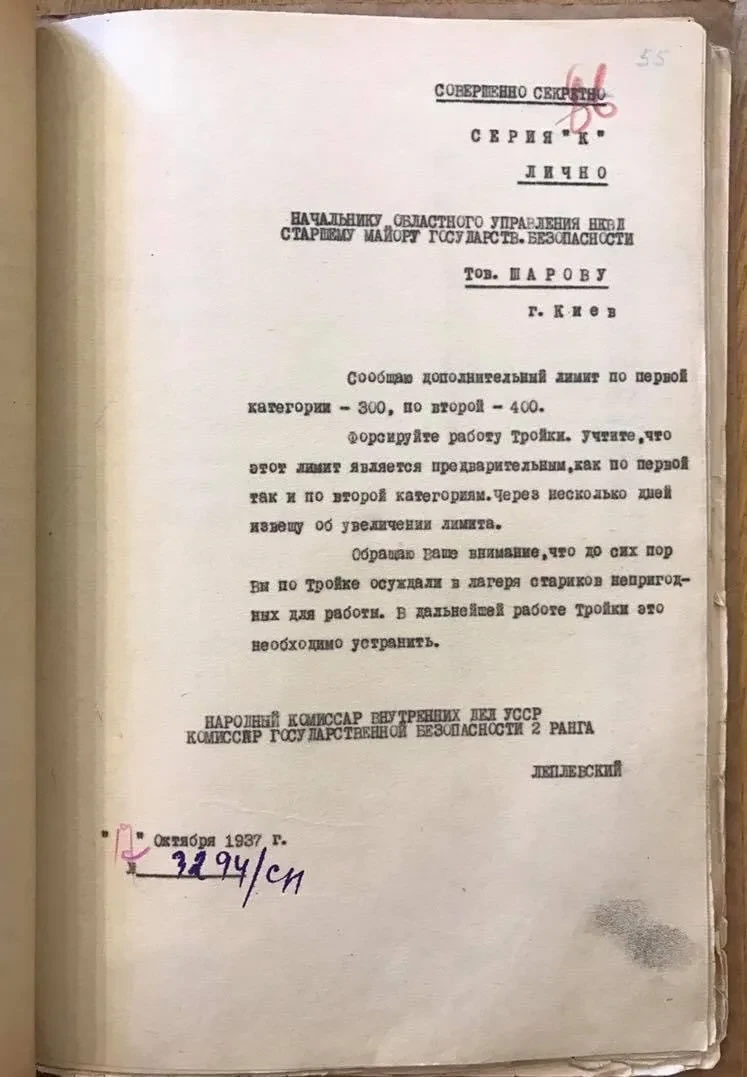 55
66
СОВЕРШЕННО СЕКРЕТНО
СЕРИЯ "К"
ЛИЧНО
НАЧАЛЬНИКУ ОБЛАСТНОГО УПРАВЛЕНИЯ НКВД
СТАРШЕМУ МАЙОРУ ГОСУДАРСТВ.БЕЗОПАСНОСТИ
Тов. ШАРОВУ
г. Киев
Сообщаю дополнительный лимит по первой
категории - 300, по второй - 400.
Форсируйте работу Тройки. Учтите,что
этот лимит является предварительным,как по первой
так и по второй категориям.Через несколько дней
извещу об увеличении лимита.
Обращаю Ваше внимание,что до сих пор
Вы по Тройке осуждали в лагеря стариков непригод-
ных для работы. В дальнейшей работе Тройки это
необходимо устранить.
НАРОДНЫЙ КОМИССАР ВНУТРЕННИХ ДЕЛ УССР
КОМИССАР ГОСУДАРСТВЕННОЙ БЕЗОПАСНОСТИ 2 РАНГА
ЛЕПЛЕВСКИЙ
"17" Октября 1937 г.
№ 3294/сп